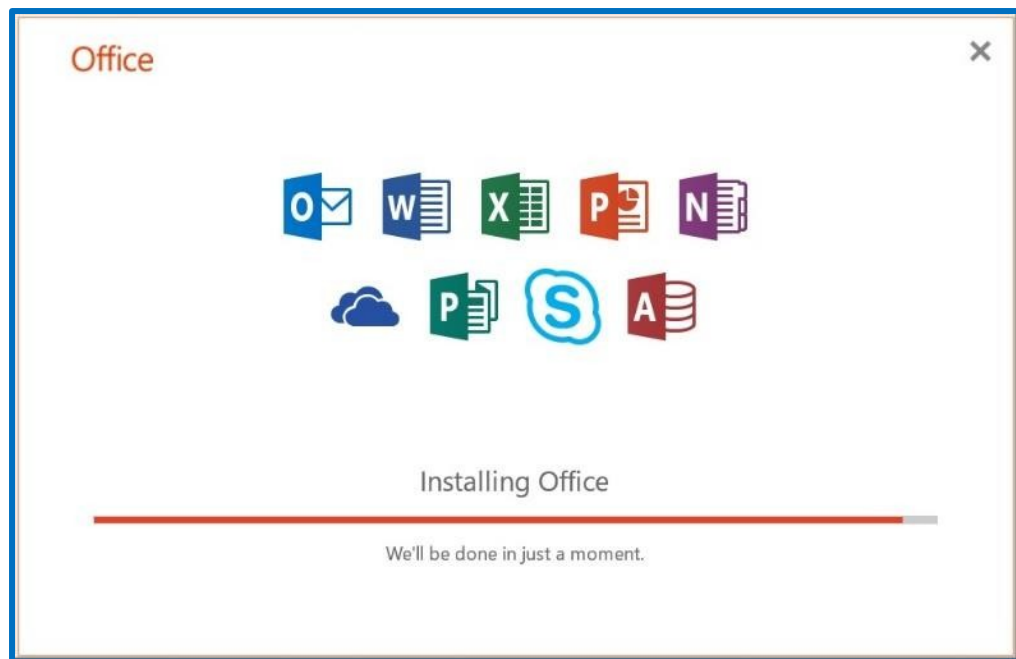 Office
O W X P N
P S A
Installing Office
We'll be done in just a moment.